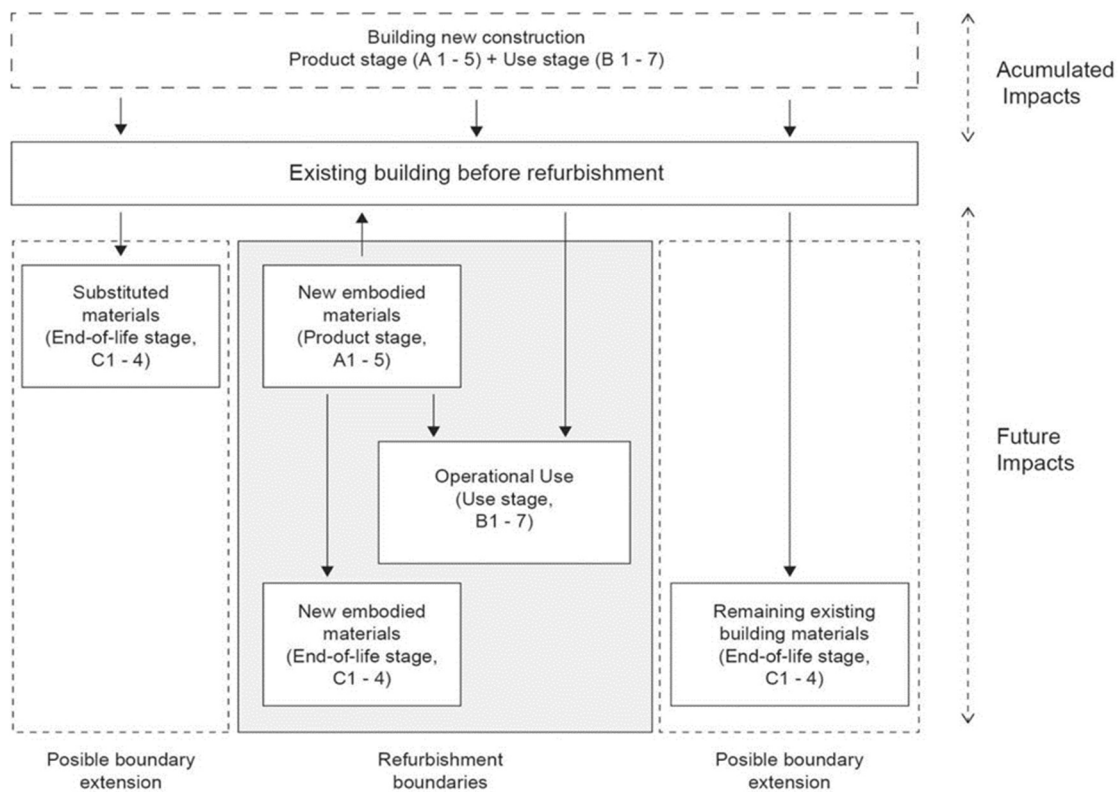 Building new construction
Product stage (A 1 - 5) + Use stage (B 1 - 7)
Acumulated
Impacts
Existing building before refurbishment
Substituted
materials
(End-of-life stage,
C1 - 4)
New embodied
materials
(Product stage,
A1 - 5)
Operational Use
(Use stage,
B1 - 7)
Future
Impacts
New embodied
materials
(End-of-life stage,
C1 - 4)
Remaining existing
building materials
(End-of-life stage,
C1 - 4)
Posible boundary
extension
Refurbishment
boundaries
Posible boundary
extension